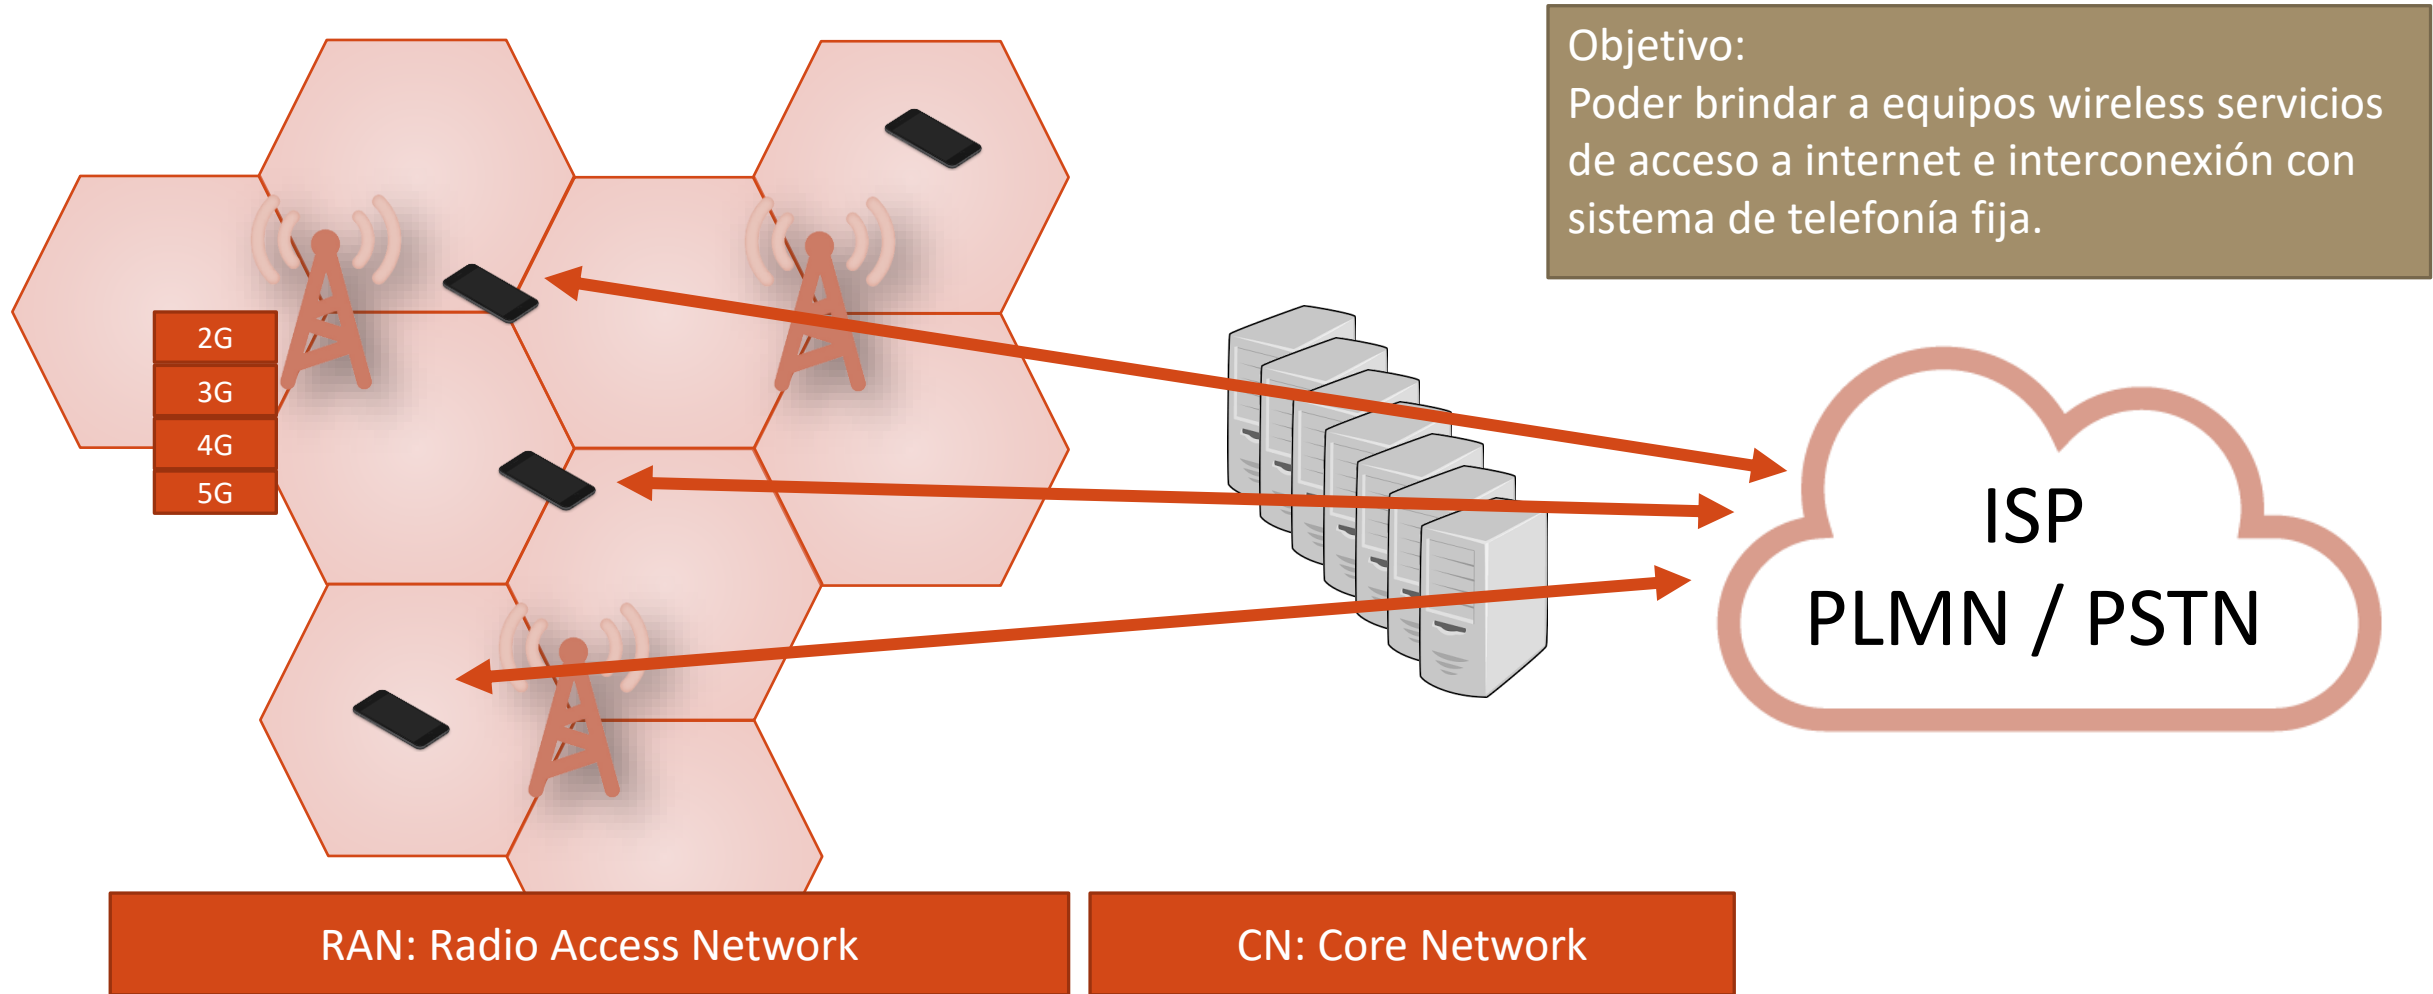 Objetivo:
Poder brindar a equipos wireless servicios
de acceso a internet e interconexión con
sistema de telefonía fija.
2G
3G
4G
5G
ISP
PLMN / PSTN
RAN: Radio Access Network
CN: Core Network